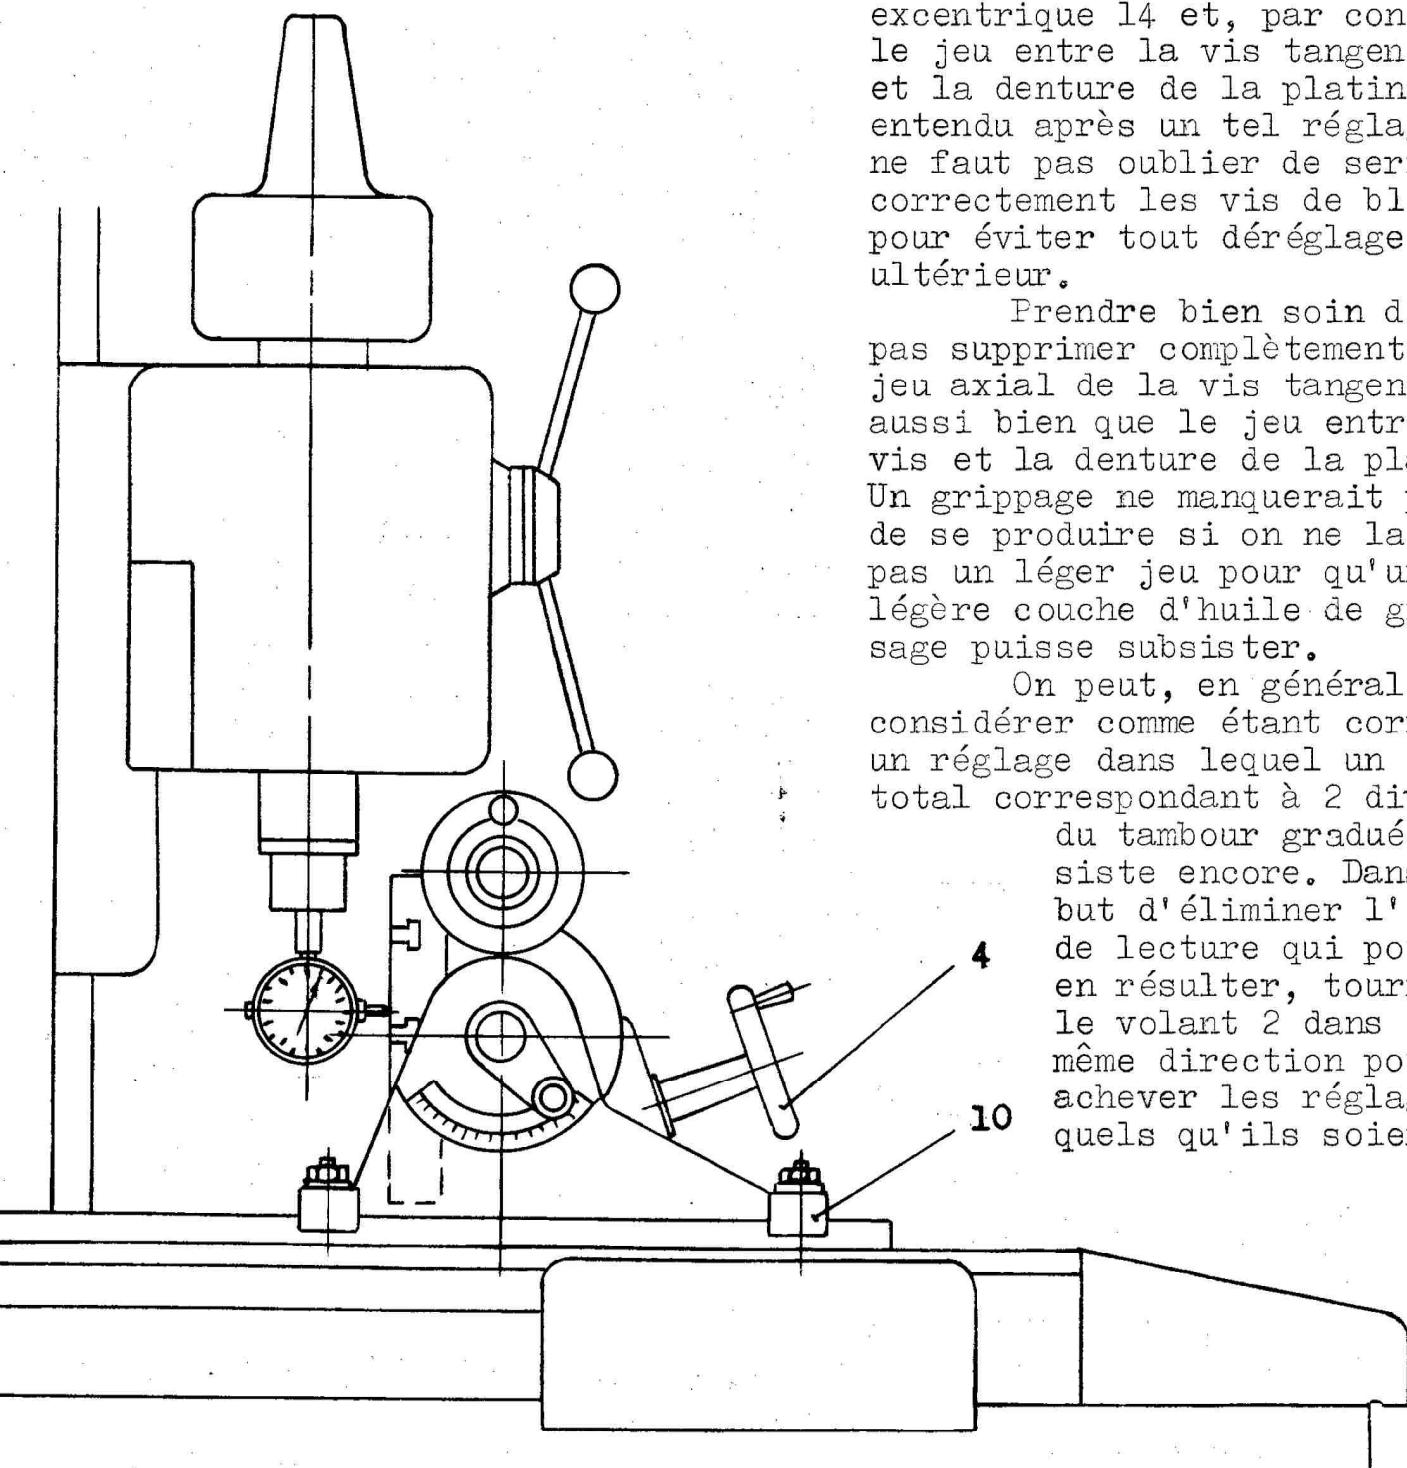 excentrique 14 et, par con
le jeu entre la vis tangen
et la denture de la platin
entendu après un tel régla
ne faut pas oublier de ser
correctement les vis de bl
pour éviter tout déréglage
ultérieur.
Prendre bien soin d
pas supprimer complètement
jeu axial de la vis tangen
aussi bien que le jeu entr
vis et la denture de la pla
Un grippage ne manquerait p
de se produire si on ne la
pas un léger jeu pour qu'u
légère couche d'huile de g
sage puisse subsister.
On peut, en général
considérer comme étant cor
un réglage dans lequel un
total correspondant à 2 di
du tambour gradué
siste encore. Dan
but d'éliminer l'
de lecture qui po
en résulter, tour
le volant 2 dans
même direction po
achever les régla
quels qu'ils soie
4
10